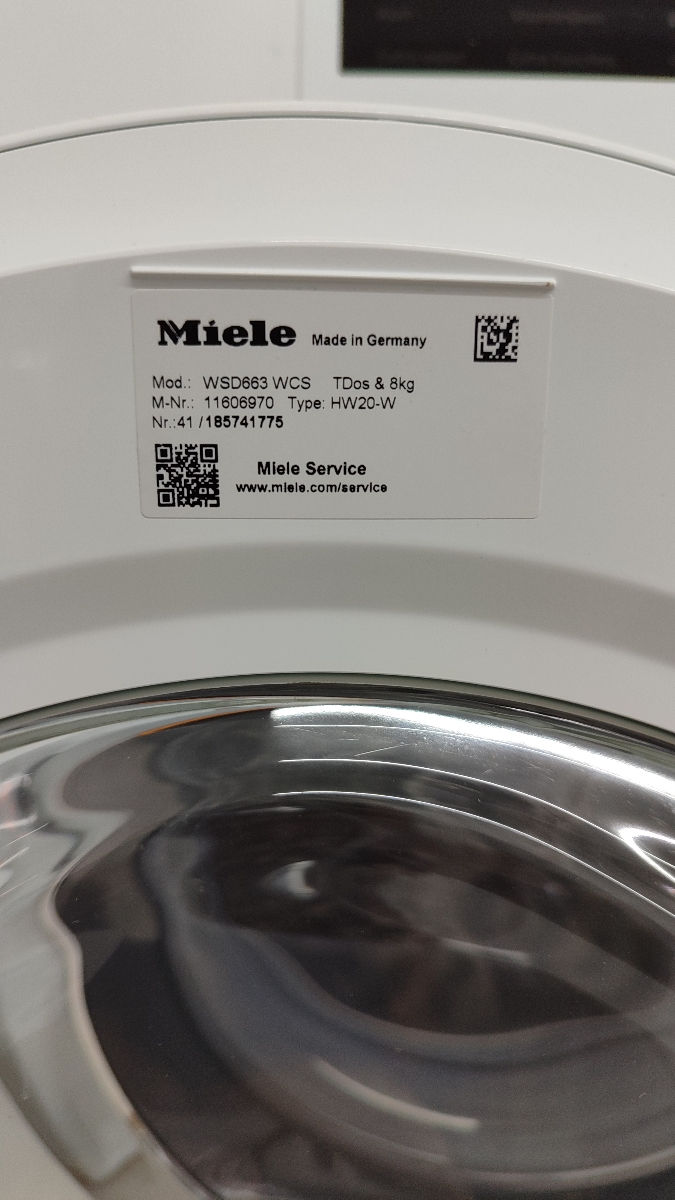 Miele Made in Germany
Mod.: WSD663 WCS TDos & 8kg
M-Nr.: 11606970 Type: HW20-W
Nr.:41 /185741775
Miele Service
www.miele.com/service